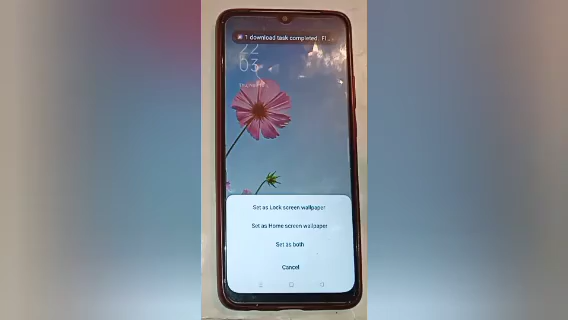 1 download task completed : Fl...
22
03
Set as Lock screen wallpaper
Set as Home screen wallpaper
Set as both
Cancel